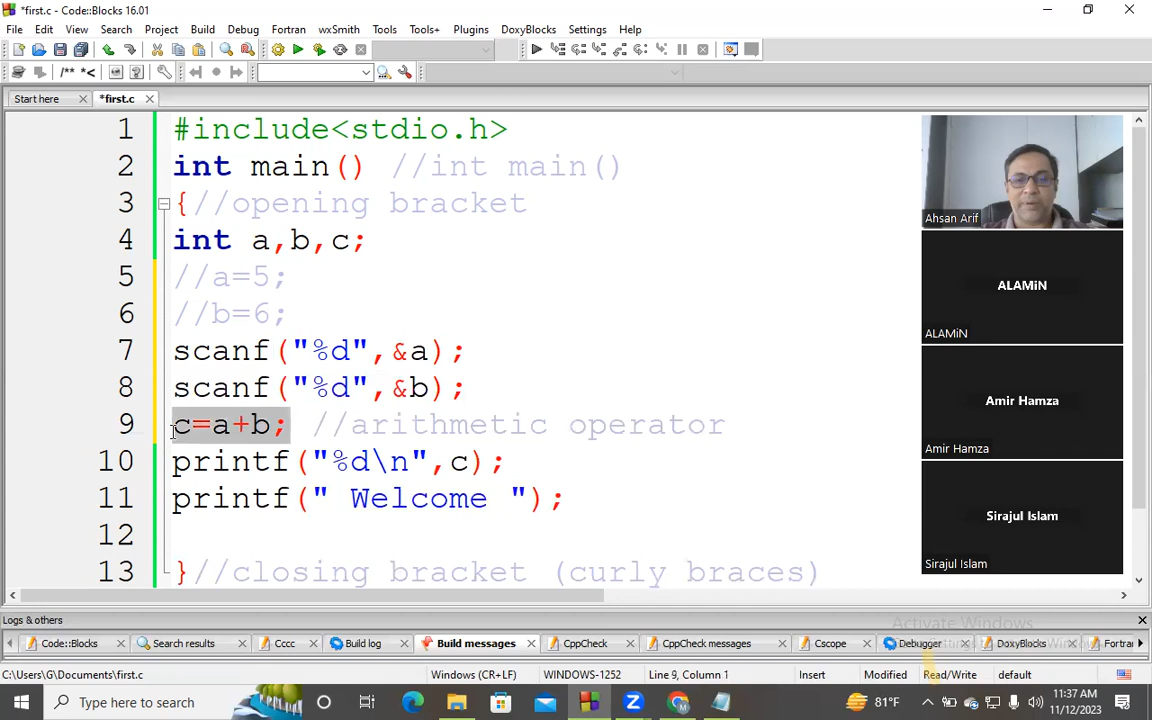 *first.c - Code::Blocks 16.01
File Edit View Search Project Build Debug Fortran wxSmith Tools Tools+ Plugins DoxyBlocks Settings Help
/** *<
Start here
*first.c
1 #include<stdio.h>
2 int main() //int main()
3 {//opening bracket
4 int a,b,c;
5 //a=5;
6 //b=6;
7 scanf("%d",&a);
8 scanf("%d",&b);
9 c=a+b; //arithmetic operator
10 printf("%d\n",c);
11 printf(" Welcome ");
12
13 }//closing bracket (curly braces)
Ahsan Arif
ALAMiN
ALAMiN
Amir Hamza
Amir Hamza
Sirajul Islam
Sirajul Islam
Logs & others
Activate Windows
Code::Blocks Search results Cccc Build log Build messages CppCheck CppCheck messages Cscope Debugger DoxyBlocks Fortran
C:\Users\G\Documents\first.c Windows (CR+LF) WINDOWS-1252 Line 9, Column 1 Insert Modified Read/Write default
Type here to search
81°F
11:37 AM
11/12/2023